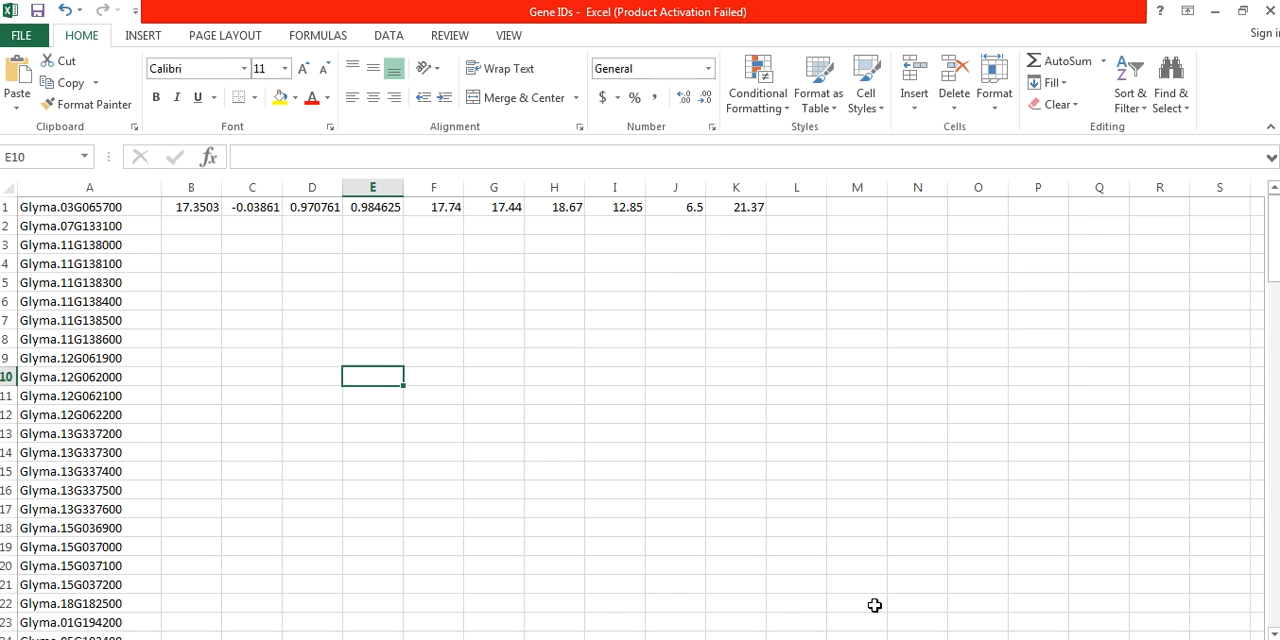 Gene IDs - Excel (Product Activation Failed)
FILE HOME INSERT PAGE LAYOUT FORMULAS DATA REVIEW VIEW Sign in
Paste Cut Calibri 11 A A Wrap Text General Conditional Formatting Format as Table Cell Styles Insert Delete Format AutoSum Sort & Filter Find & Select
Copy Fill
Format Painter B I U A Merge & Center $ % , Clear
Clipboard Font Alignment Number Styles Cells Editing
E10 fx
A B C D E F G H I J K L M N O P Q R S
1 Glyma.03G065700 17.3503 -0.03861 0.970761 0.984625 17.74 17.44 18.67 12.85 6.5 21.37
2 Glyma.07G133100
3 Glyma.11G138000
4 Glyma.11G138100
5 Glyma.11G138300
6 Glyma.11G138400
7 Glyma.11G138500
8 Glyma.11G138600
9 Glyma.12G061900
10 Glyma.12G062000
11 Glyma.12G062100
12 Glyma.12G062200
13 Glyma.13G337200
14 Glyma.13G337300
15 Glyma.13G337400
16 Glyma.13G337500
17 Glyma.13G337600
18 Glyma.15G036900
19 Glyma.15G037000
20 Glyma.15G037100
21 Glyma.15G037200
22 Glyma.18G182500
23 Glyma.01G194200